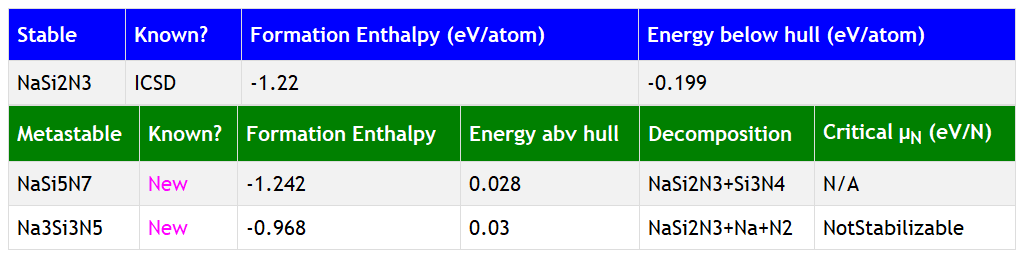 Stable Known? Formation Enthalpy (eV/atom) Energy below hull (eV/atom)
NaSi2N3 ICSD -1.22 -0.199
Metastable Known? Formation Enthalpy Energy abv hull Decomposition Critical μN (eV/N)
NaSi5N7 New -1.242 0.028 NaSi2N3+Si3N4 N/A
Na3Si3N5 New -0.968 0.03 NaSi2N3+Na+N2 NotStabilizable